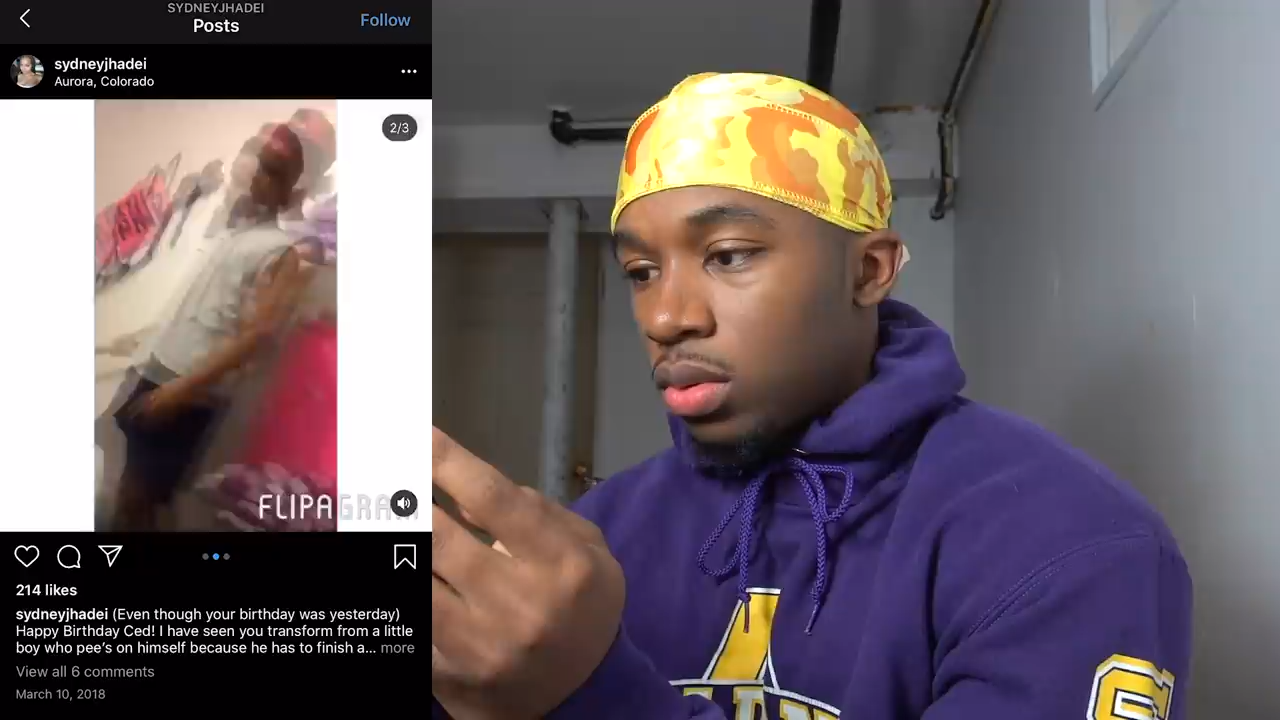 SYDNEYJHADEI
Posts
Follow
sydneyjhadei
Aurora, Colorado
2/3
FLIPAGRAM
214 likes
sydneyjhadei (Even though your birthday was yesterday)
Happy Birthday Ced! I have seen you transform from a little
boy who pee's on himself because he has to finish a... more
View all 6 comments
March 10, 2018